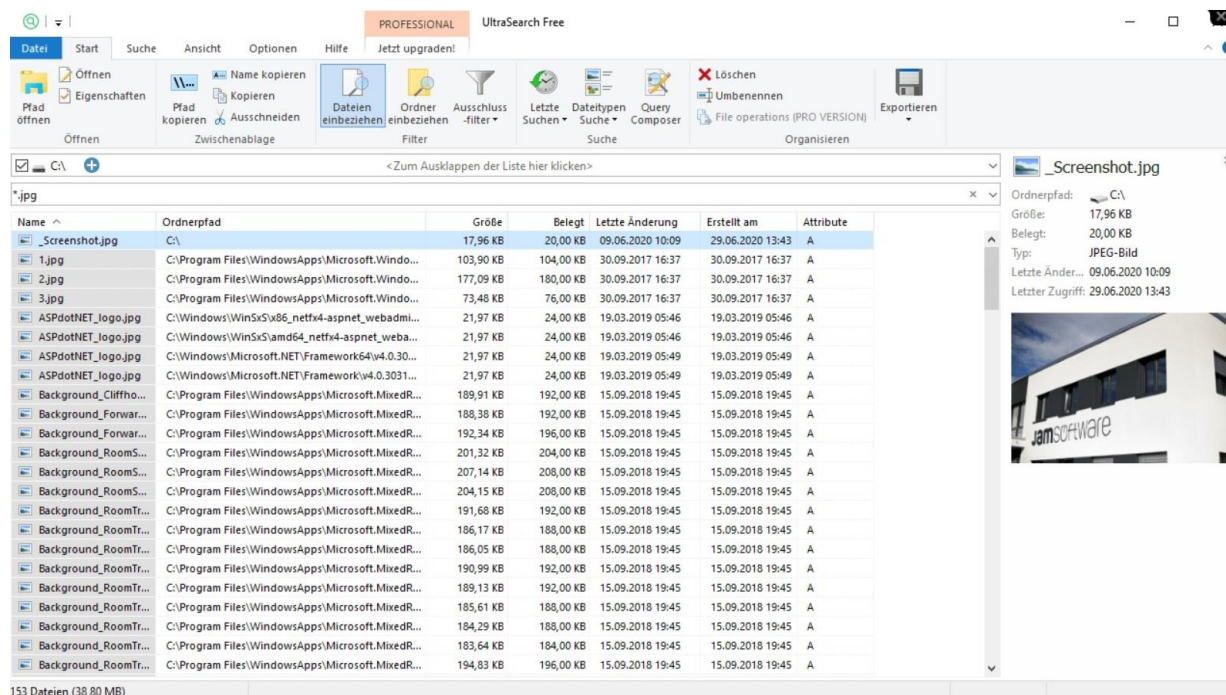 PROFESSIONAL UltraSearch Free
Datei Start Suche Ansicht Optionen Hilfe Jetzt upgraden!
Pfad öffnen
Öffnen
Eigenschaften
Öffnen
Pfad kopieren
Name kopieren
Kopieren
Ausschneiden
Zwischenablage
Dateien einbeziehen
Ordner einbeziehen
Ausschluss -filter
Filter
Letzte Suchen
Dateitypen Suche
Query Composer
Suche
Löschen
Umbenennen
File operations (PRO VERSION)
Exportieren
Organisieren
C:\ <Zum Ausklappen der Liste hier klicken>
*.jpg
Name Ordnerpfad Größe Belegt Letzte Änderung Erstellt am Attribute
_Screenshot.jpg C:\ 17,96 KB 20,00 KB 09.06.2020 10:09 29.06.2020 13:43 A
1.jpg C:\Program Files\WindowsApps\Microsoft.Windo... 103,90 KB 104,00 KB 30.09.2017 16:37 30.09.2017 16:37 A
2.jpg C:\Program Files\WindowsApps\Microsoft.Windo... 177,09 KB 180,00 KB 30.09.2017 16:37 30.09.2017 16:37 A
3.jpg C:\Program Files\WindowsApps\Microsoft.Windo... 73,48 KB 76,00 KB 30.09.2017 16:37 30.09.2017 16:37 A
ASPdotNET_logo.jpg C:\Windows\WinSxS\x86_netfx4-aspnet_webadmi... 21,97 KB 24,00 KB 19.03.2019 05:46 19.03.2019 05:46 A
ASPdotNET_logo.jpg C:\Windows\WinSxS\amd64_netfx4-aspnet_weba... 21,97 KB 24,00 KB 19.03.2019 05:46 19.03.2019 05:46 A
ASPdotNET_logo.jpg C:\Windows\Microsoft.NET\Framework64\v4.0.30... 21,97 KB 24,00 KB 19.03.2019 05:49 19.03.2019 05:49 A
ASPdotNET_logo.jpg C:\Windows\Microsoft.NET\Framework\v4.0.3031... 21,97 KB 24,00 KB 19.03.2019 05:49 19.03.2019 05:49 A
Background_Cliffho... C:\Program Files\WindowsApps\Microsoft.MixedR... 189,91 KB 192,00 KB 15.09.2018 19:45 15.09.2018 19:45 A
Background_Forwar... C:\Program Files\WindowsApps\Microsoft.MixedR... 188,38 KB 192,00 KB 15.09.2018 19:45 15.09.2018 19:45 A
Background_Forwar... C:\Program Files\WindowsApps\Microsoft.MixedR... 192,34 KB 196,00 KB 15.09.2018 19:45 15.09.2018 19:45 A
Background_RoomS... C:\Program Files\WindowsApps\Microsoft.MixedR... 201,32 KB 204,00 KB 15.09.2018 19:45 15.09.2018 19:45 A
Background_RoomS... C:\Program Files\WindowsApps\Microsoft.MixedR... 207,14 KB 208,00 KB 15.09.2018 19:45 15.09.2018 19:45 A
Background_RoomS... C:\Program Files\WindowsApps\Microsoft.MixedR... 204,15 KB 208,00 KB 15.09.2018 19:45 15.09.2018 19:45 A
Background_RoomTr... C:\Program Files\WindowsApps\Microsoft.MixedR... 191,68 KB 192,00 KB 15.09.2018 19:45 15.09.2018 19:45 A
Background_RoomTr... C:\Program Files\WindowsApps\Microsoft.MixedR... 186,17 KB 188,00 KB 15.09.2018 19:45 15.09.2018 19:45 A
Background_RoomTr... C:\Program Files\WindowsApps\Microsoft.MixedR... 186,05 KB 188,00 KB 15.09.2018 19:45 15.09.2018 19:45 A
Background_RoomTr... C:\Program Files\WindowsApps\Microsoft.MixedR... 190,99 KB 192,00 KB 15.09.2018 19:45 15.09.2018 19:45 A
Background_RoomTr... C:\Program Files\WindowsApps\Microsoft.MixedR... 189,13 KB 192,00 KB 15.09.2018 19:45 15.09.2018 19:45 A
Background_RoomTr... C:\Program Files\WindowsApps\Microsoft.MixedR... 185,61 KB 188,00 KB 15.09.2018 19:45 15.09.2018 19:45 A
Background_RoomTr... C:\Program Files\WindowsApps\Microsoft.MixedR... 184,29 KB 188,00 KB 15.09.2018 19:45 15.09.2018 19:45 A
Background_RoomTr... C:\Program Files\WindowsApps\Microsoft.MixedR... 183,64 KB 184,00 KB 15.09.2018 19:45 15.09.2018 19:45 A
Background_RoomTr... C:\Program Files\WindowsApps\Microsoft.MixedR... 194,83 KB 196,00 KB 15.09.2018 19:45 15.09.2018 19:45 A
153 Dateien (38,80 MB)
_Screenshot.jpg
Ordnerpfad: C:\
Größe: 17,96 KB
Belegt: 20,00 KB
Typ: JPEG-Bild
Letzte Änder... 09.06.2020 10:09
Letzter Zugriff: 29.06.2020 13:43
Jamsoftware